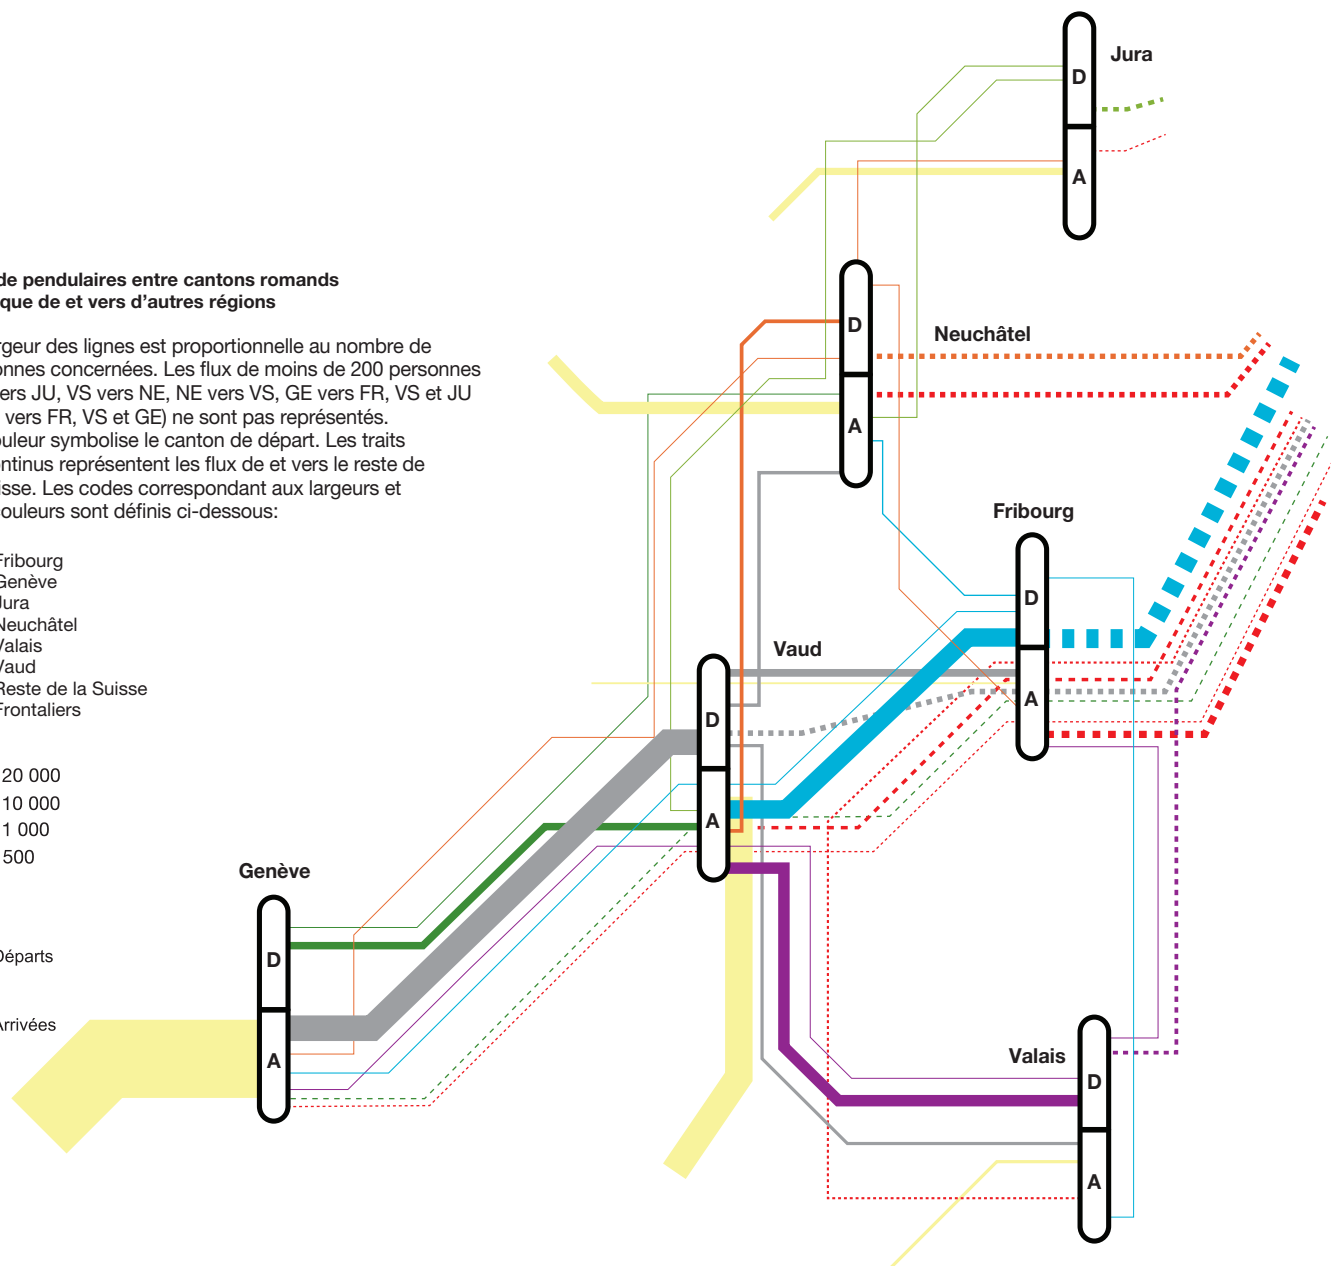 de pendulaires entre cantons romands
que de et vers d'autres régions
rgeur des lignes est proportionnelle au nombre de
onnes concernées. Les flux de moins de 200 personnes
ers JU, VS vers NE, NE vers VS, GE vers FR, VS et JU
vers FR, VS et GE) ne sont pas représentés.
ouleur symbolise le canton de départ. Les traits
ontinus représentent les flux de et vers le reste de
isse. Les codes correspondant aux largeurs et
ouleurs sont définis ci-dessous:
Fribourg
Genève
Jura
Neuchâtel
Valais
Vaud
Reste de la Suisse
Frontaliers
20 000
10 000
1 000
500
Départs
Arrivées
Jura
D
A
Neuchâtel
D
A
Fribourg
D
A
Vaud
D
A
Genève
D
A
Valais
D
A